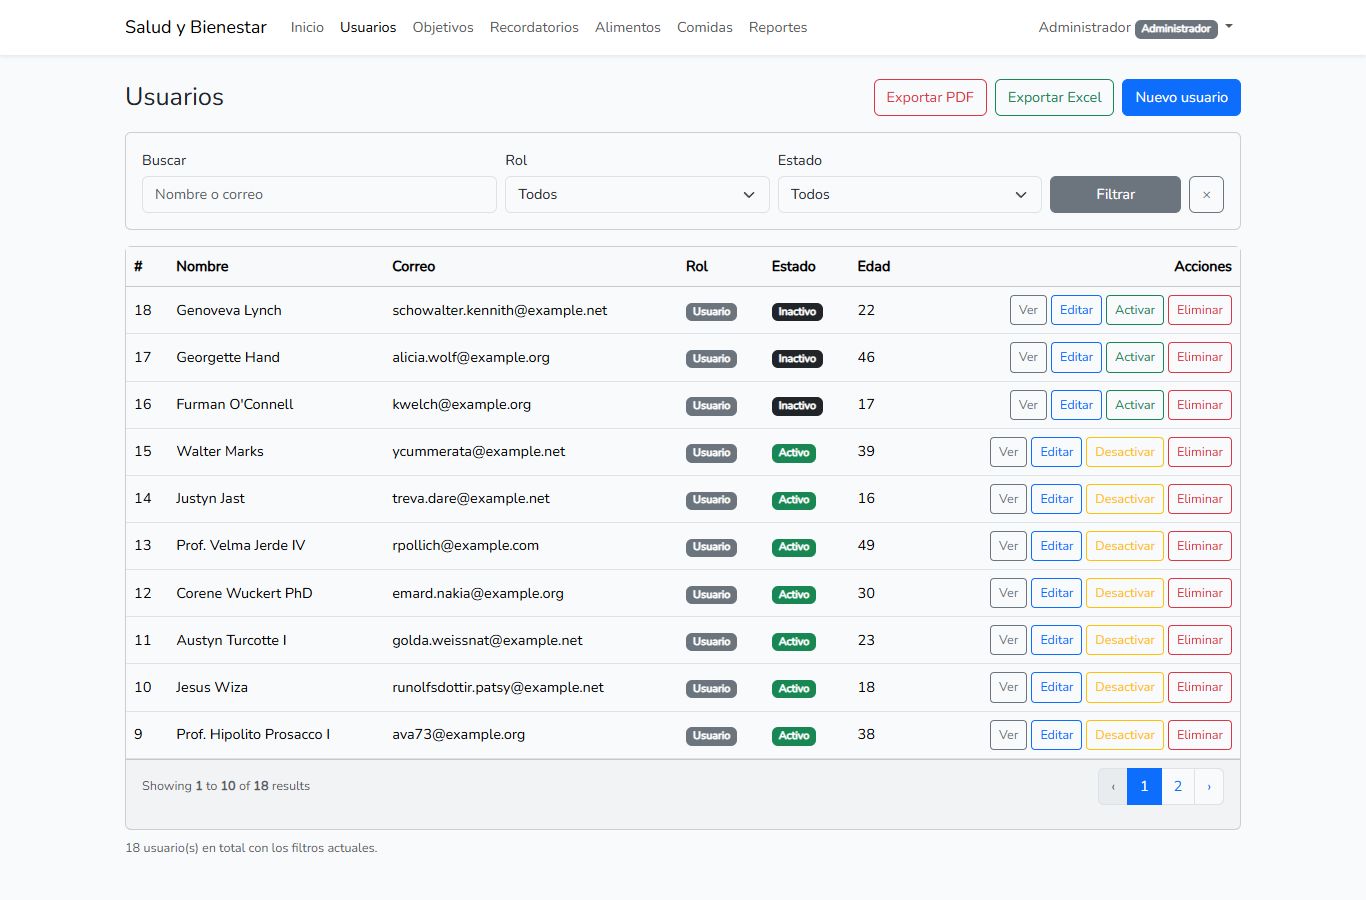 Salud y Bienestar Inicio Usuarios Objetivos Recordatorios Alimentos Comidas Reportes Administrador Administrador
Usuarios Exportar PDF Exportar Excel Nuevo usuario
Buscar Rol Estado
Nombre o correo Todos Todos Filtrar ×
# Nombre Correo Rol Estado Edad Acciones
18 Genoveva Lynch schowalter.kennith@example.net Usuario Inactivo 22 Ver Editar Activar Eliminar
17 Georgette Hand alicia.wolf@example.org Usuario Inactivo 46 Ver Editar Activar Eliminar
16 Furman O'Connell kwelch@example.org Usuario Inactivo 17 Ver Editar Activar Eliminar
15 Walter Marks ycummerata@example.net Usuario Activo 39 Ver Editar Desactivar Eliminar
14 Justyn Jast treva.dare@example.net Usuario Activo 16 Ver Editar Desactivar Eliminar
13 Prof. Velma Jerde IV rpollich@example.com Usuario Activo 49 Ver Editar Desactivar Eliminar
12 Corene Wuckert PhD emard.nakia@example.org Usuario Activo 30 Ver Editar Desactivar Eliminar
11 Austyn Turcotte I golda.weissnat@example.net Usuario Activo 23 Ver Editar Desactivar Eliminar
10 Jesus Wiza runolfsdottir.patsy@example.net Usuario Activo 18 Ver Editar Desactivar Eliminar
9 Prof. Hipolito Prosacco I ava73@example.org Usuario Activo 38 Ver Editar Desactivar Eliminar
Showing 1 to 10 of 18 results ‹ 1 2 ›
18 usuario(s) en total con los filtros actuales.